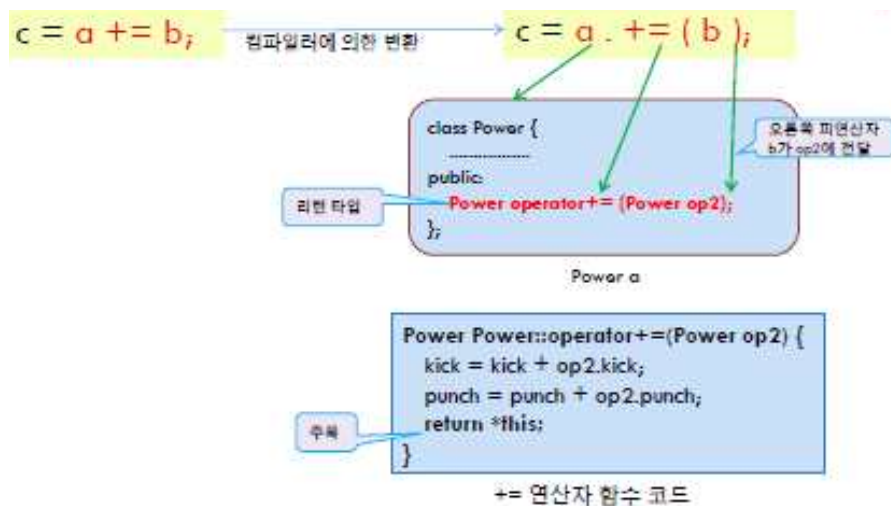 c = a += b;
컴파일러에 의한 변환
c = a . += ( b );
class Power {
public:
Power operator+= (Power op2);
};
리턴 타입
오른쪽 피연산자
b가 op2에 전달
Power a
Power Power::operator+=(Power op2) {
kick = kick + op2.kick;
punch = punch + op2.punch;
return *this;
}
주목
+= 연산자 함수 코드